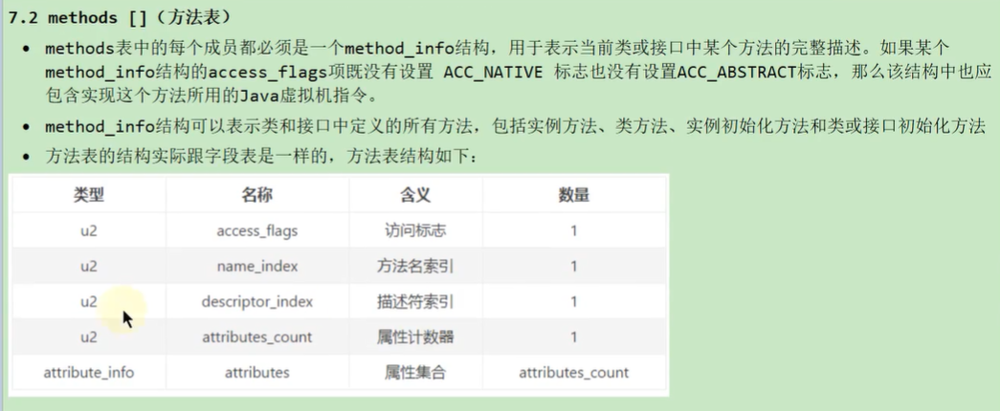 7.2 methods []（方法表）
methods表中的每个成员都必须是一个method_info结构，用于表示当前类或接口中某个方法的完整描述。如果某个
method_info结构的access_flags项既没有设置 ACC_NATIVE 标志也没有设置ACC_ABSTRACT标志，那么该结构中也应
包含实现这个方法所用的Java虚拟机指令。
method_info结构可以表示类和接口中定义的所有方法，包括实例方法、类方法、实例初始化方法和类或接口初始化方法
方法表的结构实际跟字段表是一样的，方法表结构如下：
类型 名称 含义 数量
u2 access_flags 访问标志 1
u2 name_index 方法名索引 1
u2 descriptor_index 描述符索引 1
u2 attributes_count 属性计数器 1
attribute_info attributes 属性集合 attributes_count